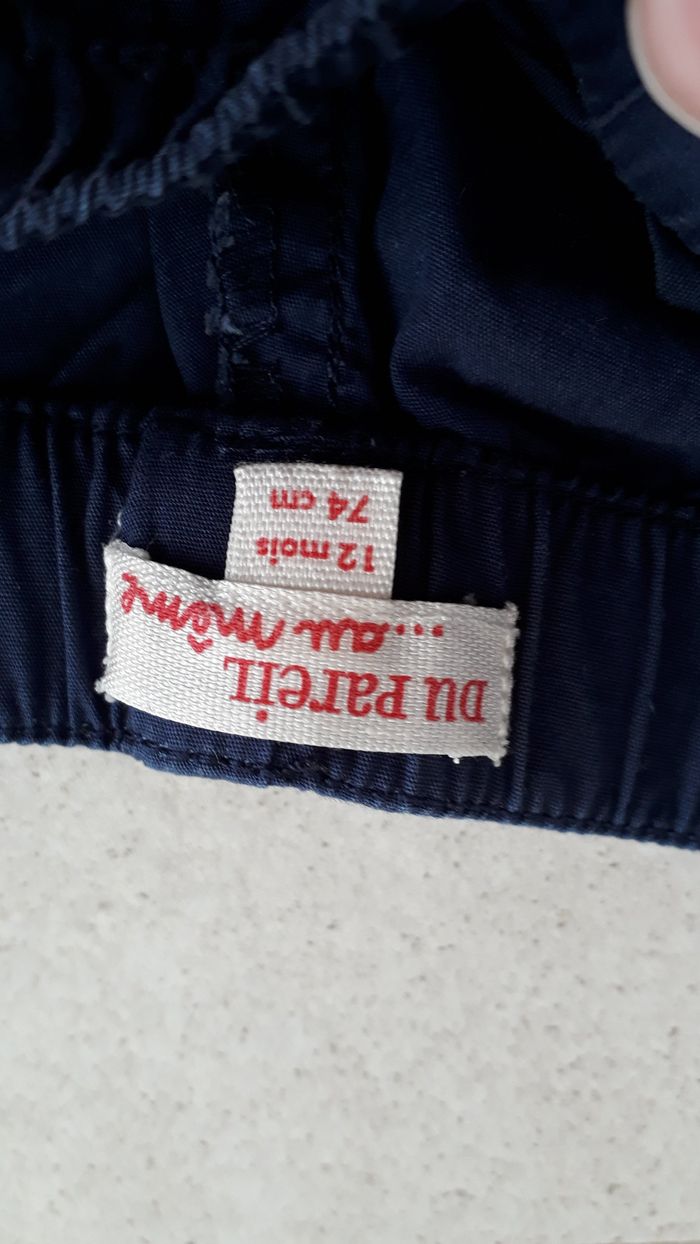 DU PAREIL
...au même
12 mois
74 cm